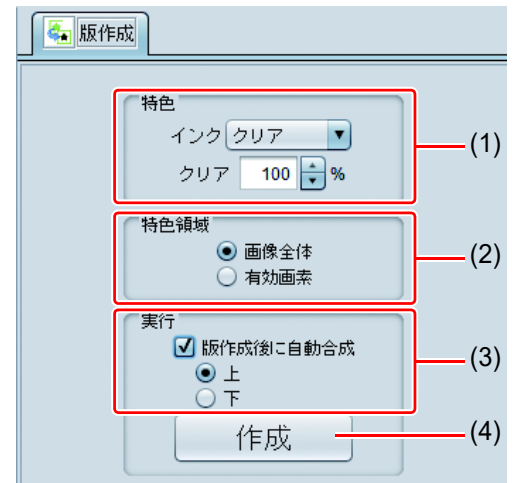 版作成
特色
インク クリア
クリア 100 %
(1)
特色領域
画像全体
有効画素
(2)
実行
版作成後に自動合成
上
下
(3)
作成
(4)